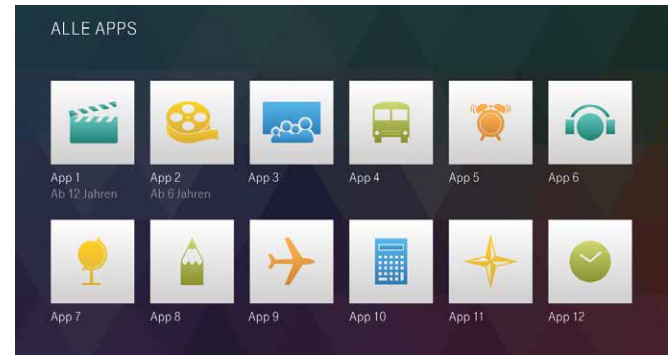 ALLE APPS
App 1
Ab 12 Jahren
App 2
Ab 6 Jahren
App 3
App 4
App 5
App 6
App 7
App 8
App 9
App 10
App 11
App 12